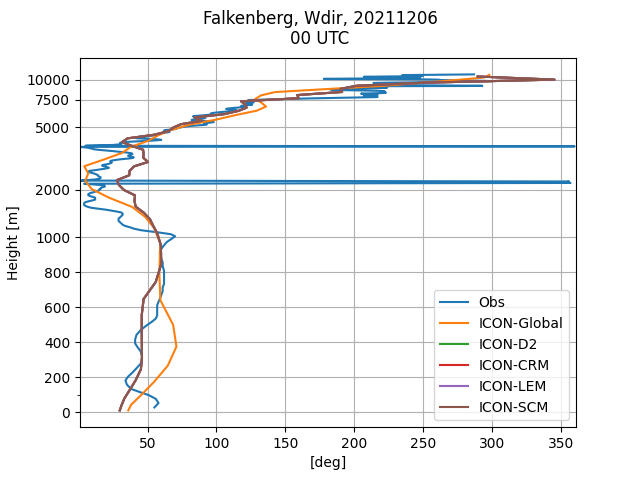 Falkenberg, Wdir, 20211206
00 UTC
10000
7500
5000
2000
1000
800
600
400
200
0
Height [m]
Obs
ICON-Global
ICON-D2
ICON-CRM
ICON-LEM
ICON-SCM
50 100 150 200 250 300 350
[deg]